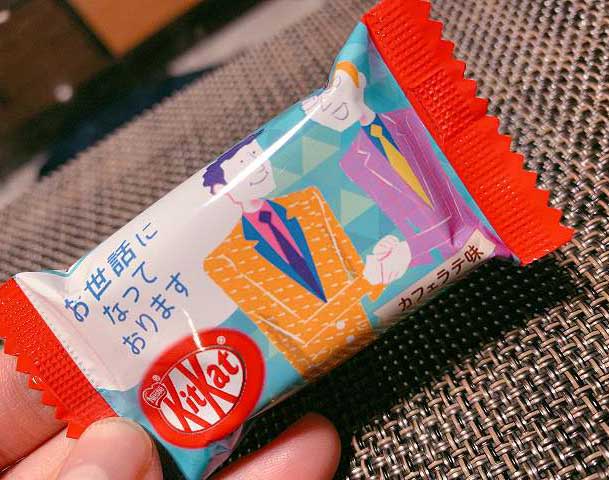 お世話に
なって
おります
Nestlé
KitKat®
カフェラテ味